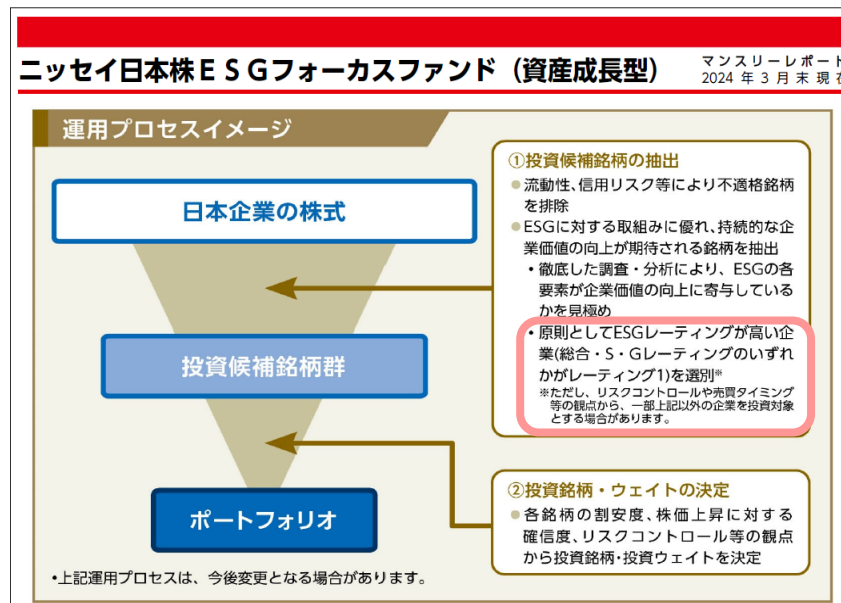 ニッセイ日本株ESGフォーカスファンド（資産成長型）
マンスリーレポート
2024年3月末現在
運用プロセスイメージ
日本企業の株式
投資候補銘柄群
ポートフォリオ
•上記運用プロセスは、今後変更となる場合があります。
①投資候補銘柄の抽出
●流動性、信用リスク等により不適格銘柄
を排除
●ESGに対する取組みに優れ、持続的な企
業価値の向上が期待される銘柄を抽出
•徹底した調査・分析により、ESGの各
要素が企業価値の向上に寄与している
かを見極め
•原則としてESGレーティングが高い企
業(総合・S・Gレーティングのいずれ
かがレーティング1)を選別※
※ただし、リスクコントロールや売買タイミング
等の観点から、一部上記以外の企業を投資対象
とする場合があります。
②投資銘柄・ウェイトの決定
●各銘柄の割安度、株価上昇に対する
確信度、リスクコントロール等の観点
から投資銘柄・投資ウェイトを決定